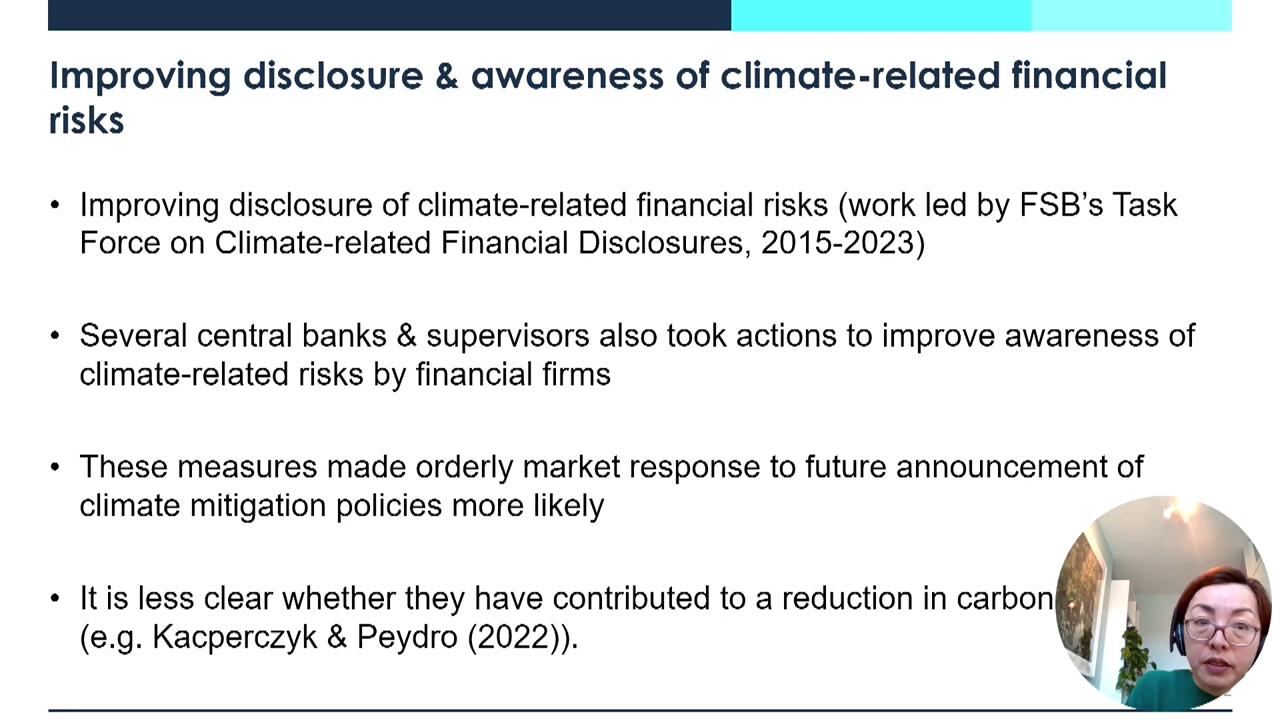 Improving disclosure & awareness of climate-related financial
risks
• Improving disclosure of climate-related financial risks (work led by FSB’s Task
Force on Climate-related Financial Disclosures, 2015-2023)
• Several central banks & supervisors also took actions to improve awareness of
climate-related risks by financial firms
• These measures made orderly market response to future announcement of
climate mitigation policies more likely
• It is less clear whether they have contributed to a reduction in carbon
(e.g. Kacperczyk & Peydro (2022)).